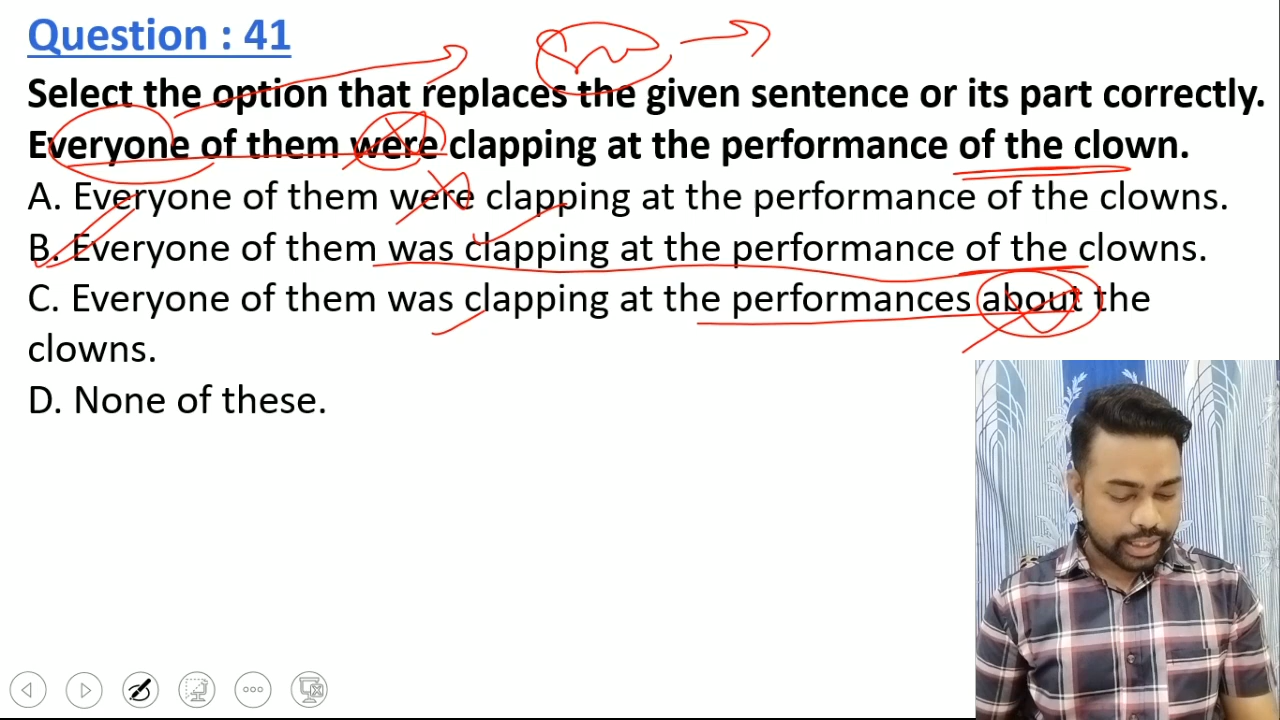 Question : 41
Select the option that replaces the given sentence or its part correctly.
Everyone of them were clapping at the performance of the clown.
A. Everyone of them were clapping at the performance of the clowns.
B. Everyone of them was clapping at the performance of the clowns.
C. Everyone of them was clapping at the performances about the
clowns.
D. None of these.